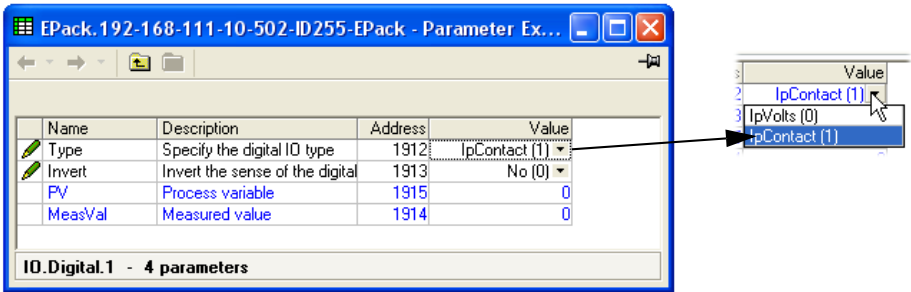 EPack.192-168-111-10-502-ID255-EPack - Parameter Ex...
Name Description Address Value
Type Specify the digital IO type 1912 IpContact (1)
Invert Invert the sense of the digital 1913 No (0)
PV Process variable 1915 0
MeasVal Measured value 1914 0
IO.Digital.1 - 4 parameters
Value
IpContact (1)
IpVolts (0)
IpContact (1)